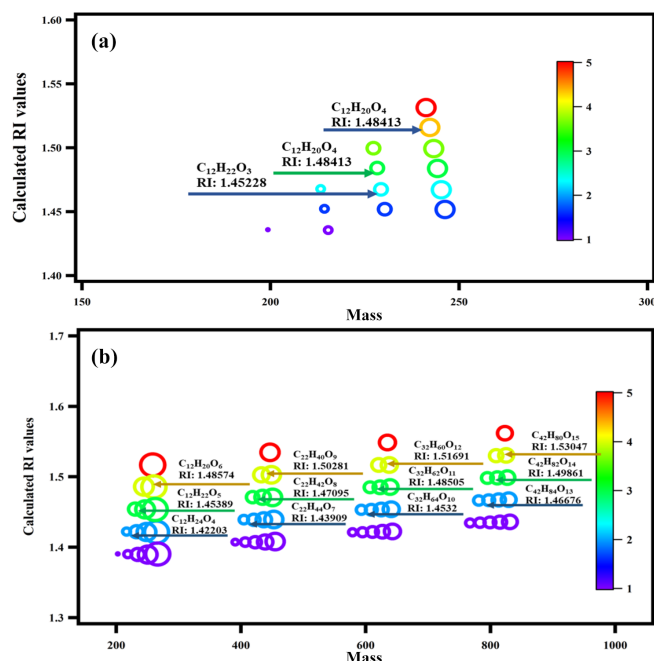 (a)
1.60
1.55
1.50
1.45
1.40
Calculated RI values
C12H20O4
RI: 1.48413
C12H20O4
RI: 1.48413
C12H22O3
RI: 1.45228
5
4
3
2
1
150
200
250
300
Mass
(b)
1.7
1.6
1.5
1.4
1.3
Calculated RI values
C12H20O6
RI: 1.48574
C12H22O5
RI: 1.45389
C12H24O4
RI: 1.42203
C22H40O9
RI: 1.50281
C22H42O8
RI: 1.47095
C22H44O7
RI: 1.43909
C32H60O12
RI: 1.51691
C32H62O11
RI: 1.48505
C32H64O10
RI: 1.4532
C42H80O15
RI: 1.53047
C42H82O14
RI: 1.49861
C42H84O13
RI: 1.46676
5
4
3
2
1
200
400
600
800
1000
Mass